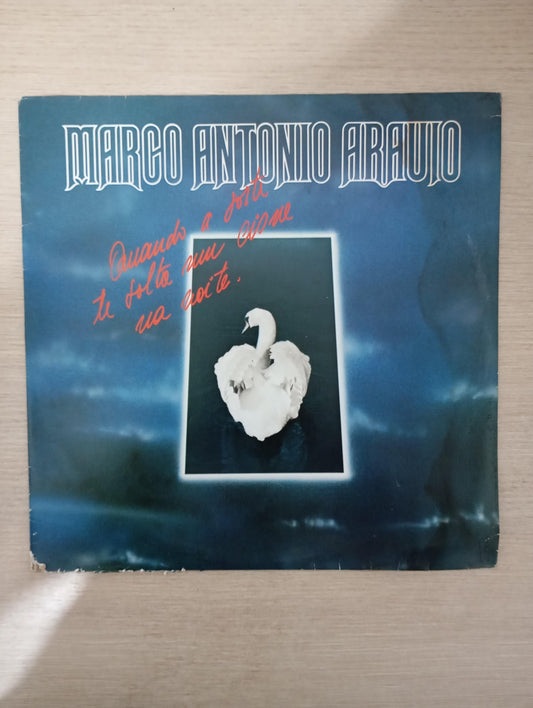 MARCO ANTONIO ARAUJO
Quando a sorte
te solta um cisne
na noite.